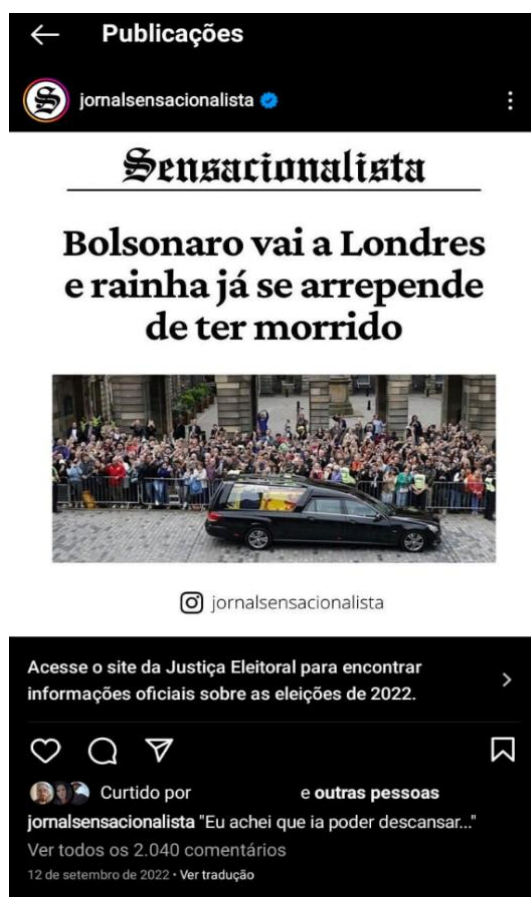 Publicações
jornalsensacionalista
Sensacionalista
Bolsonaro vai a Londres
e rainha já se arrepende
de ter morrido
jornalsensacionalista
Acesse o site da Justiça Eleitoral para encontrar
informações oficiais sobre as eleições de 2022.
Curtido por e outras pessoas
jornalsensacionalista "Eu achei que ia poder descansar..."
Ver todos os 2.040 comentários
12 de setembro de 2022 • Ver tradução